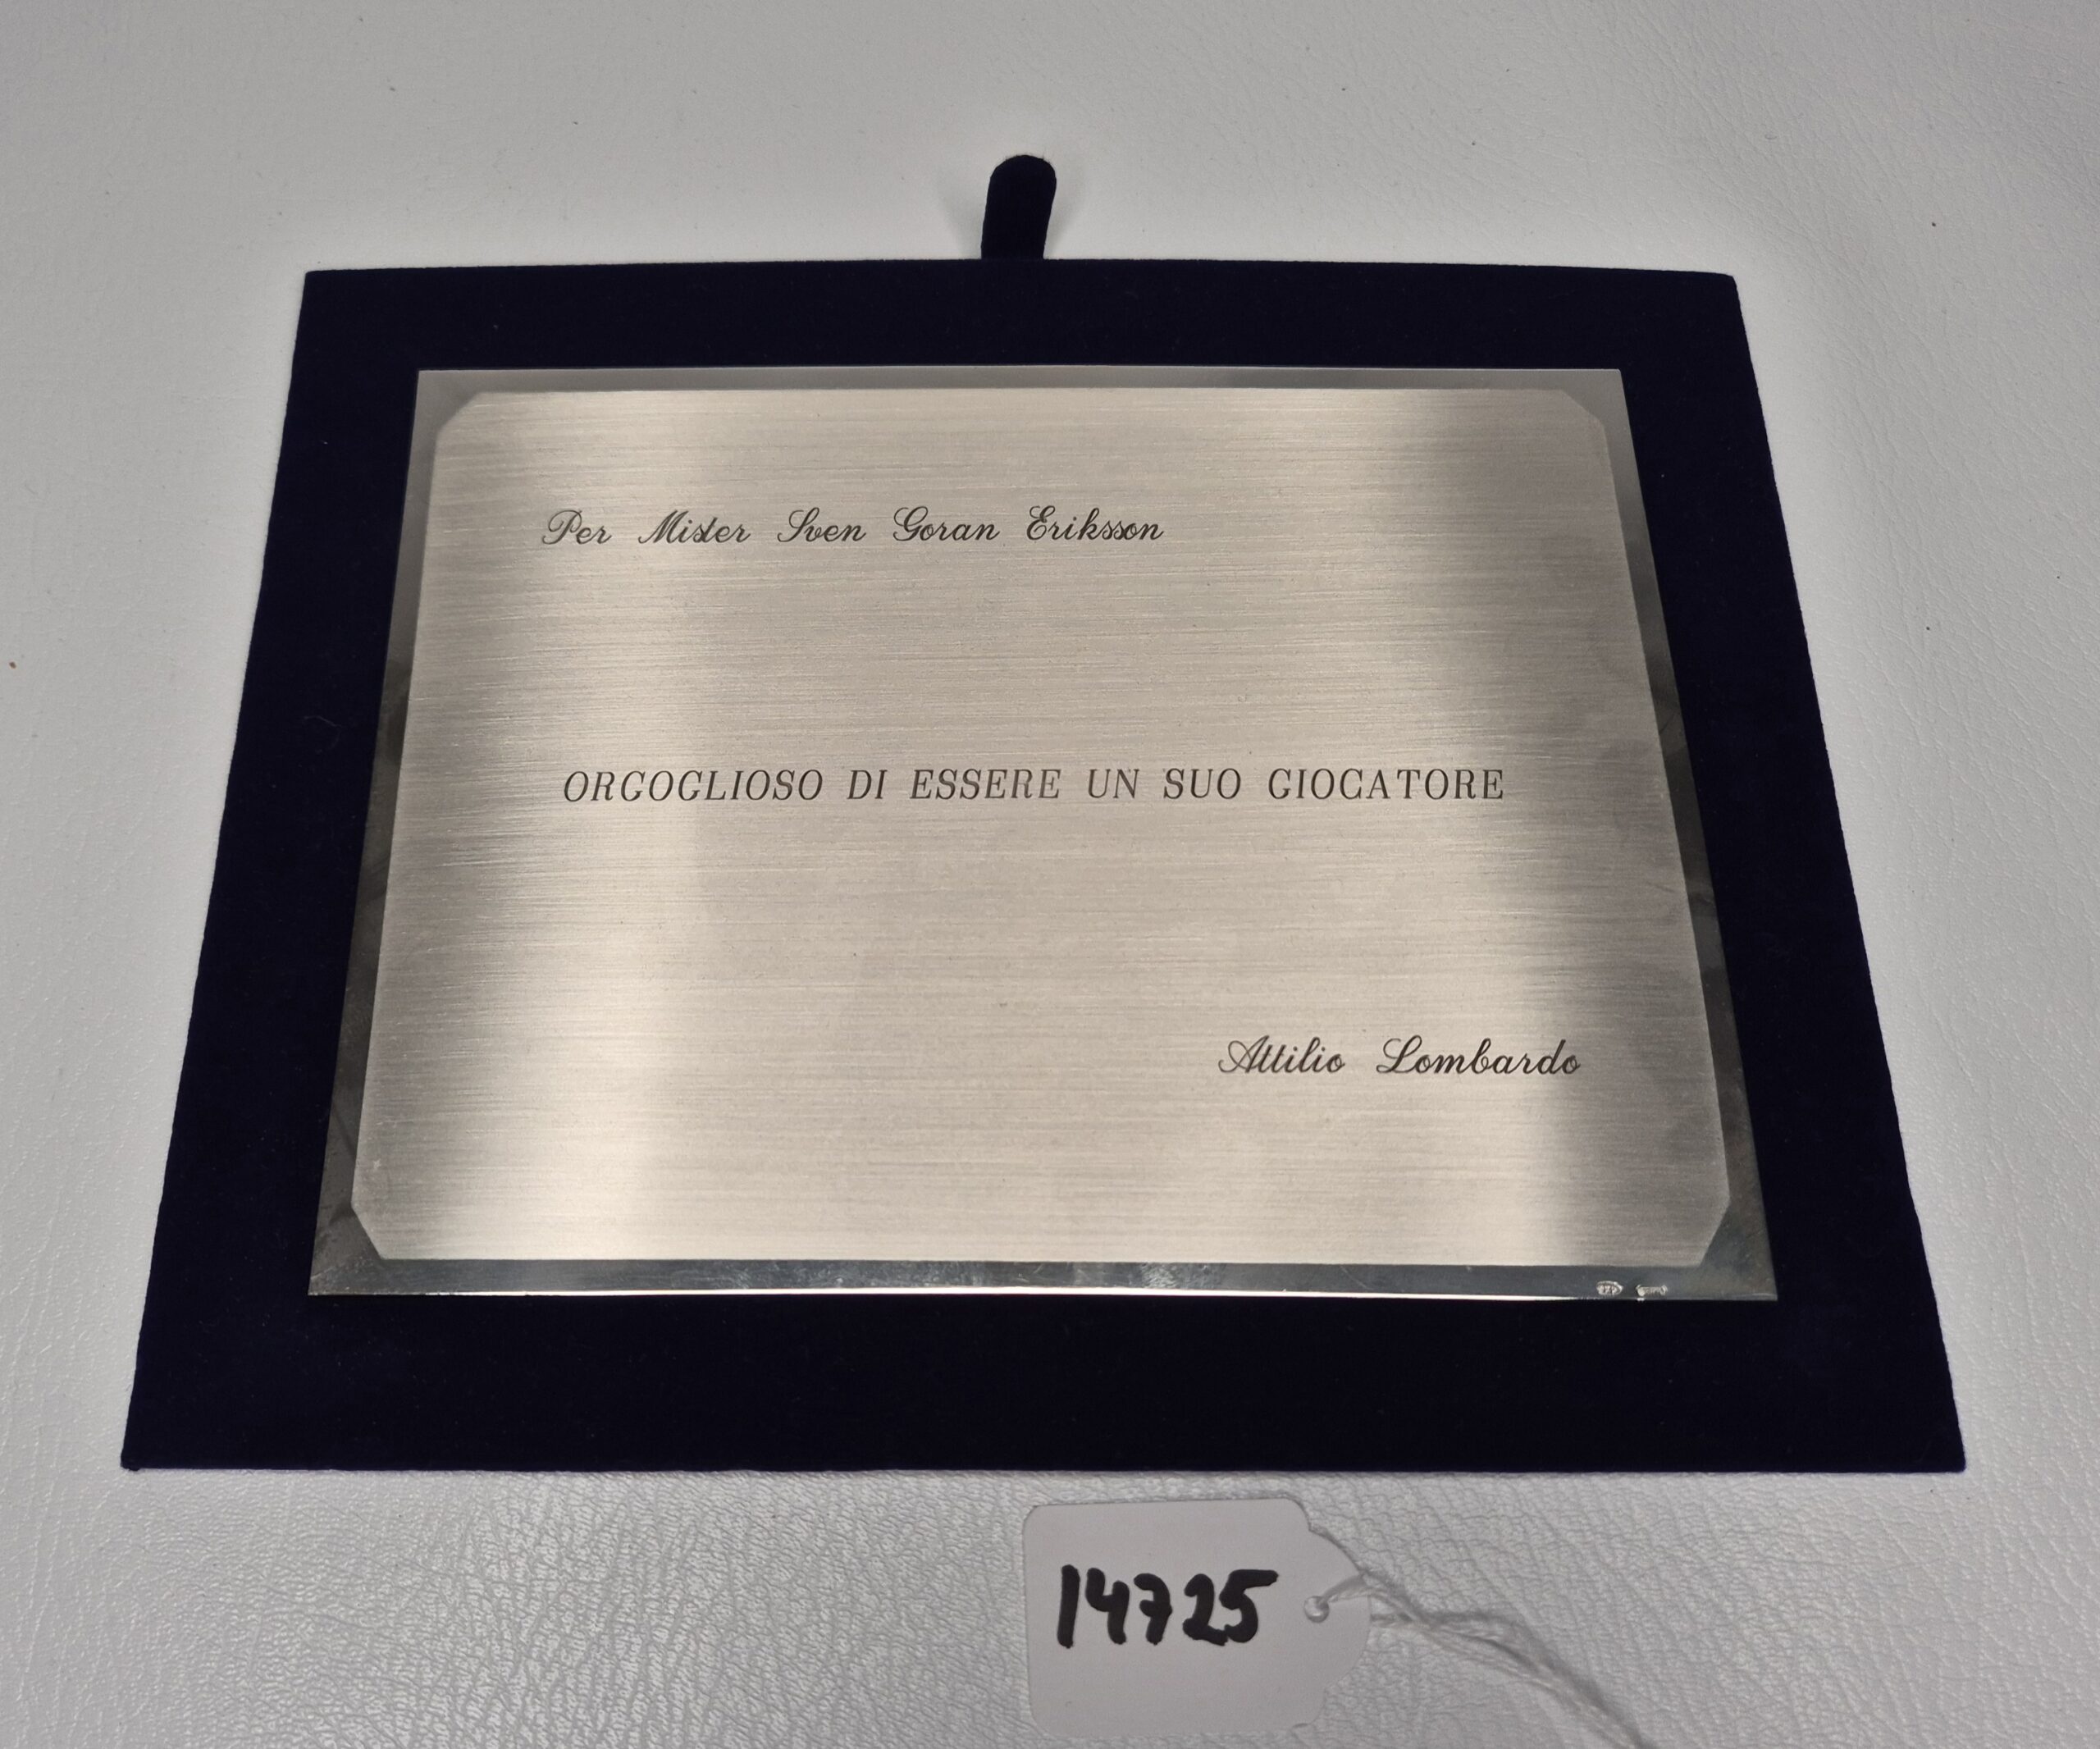 Per Mister Sven Goran Eriksson
ORGOGLIOSO DI ESSERE UN SUO GIOCATORE
Attilio Lombardo
14725